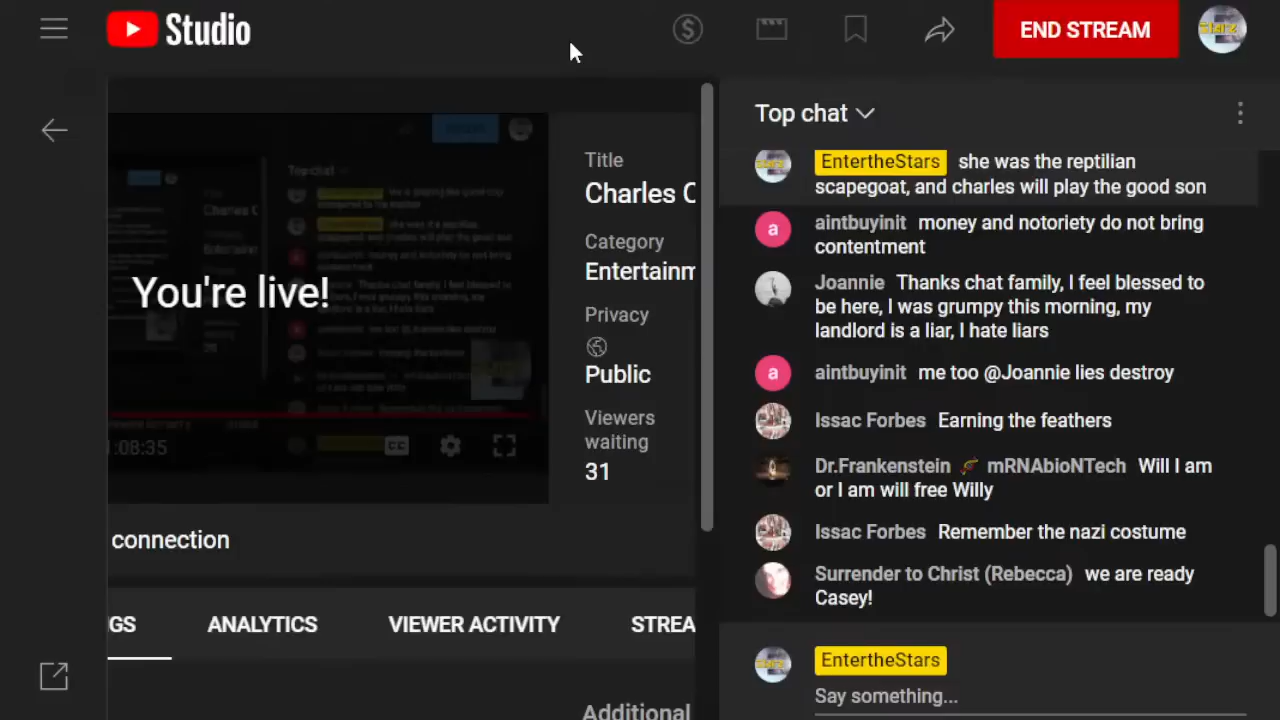 Studio
END STREAM
You're live!
:08:35
CC
connection
Title
Charles C
Category
Entertainm
Privacy
Public
Viewers
waiting
31
GS ANALYTICS VIEWER ACTIVITY STREA
Additional
Top chat
EntertheStars she was the reptilian
scapegoat, and charles will play the good son
a
aintbuyinit money and notoriety do not bring
contentment
Joannie Thanks chat family, I feel blessed to
be here, I was grumpy this morning, my
landlord is a liar, I hate liars
a
aintbuyinit me too @Joannie lies destroy
Issac Forbes Earning the feathers
Dr.Frankenstein mRNAbioNTech Will I am
or I am will free Willy
Issac Forbes Remember the nazi costume
Surrender to Christ (Rebecca) we are ready
Casey!
EntertheStars
Say something...